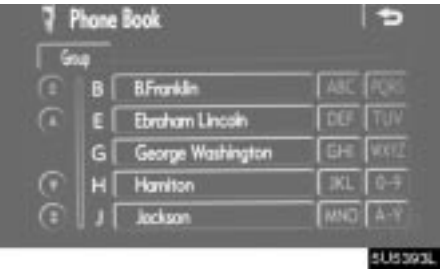 Phone Book
Group
B B.Franklin ABC PQRS
E Ebraham Lincoln DEF TUV
G George Washington GHI WXYZ
H Hamilton JKL 0-9
J Jackson MNO A-Y
5U5393L